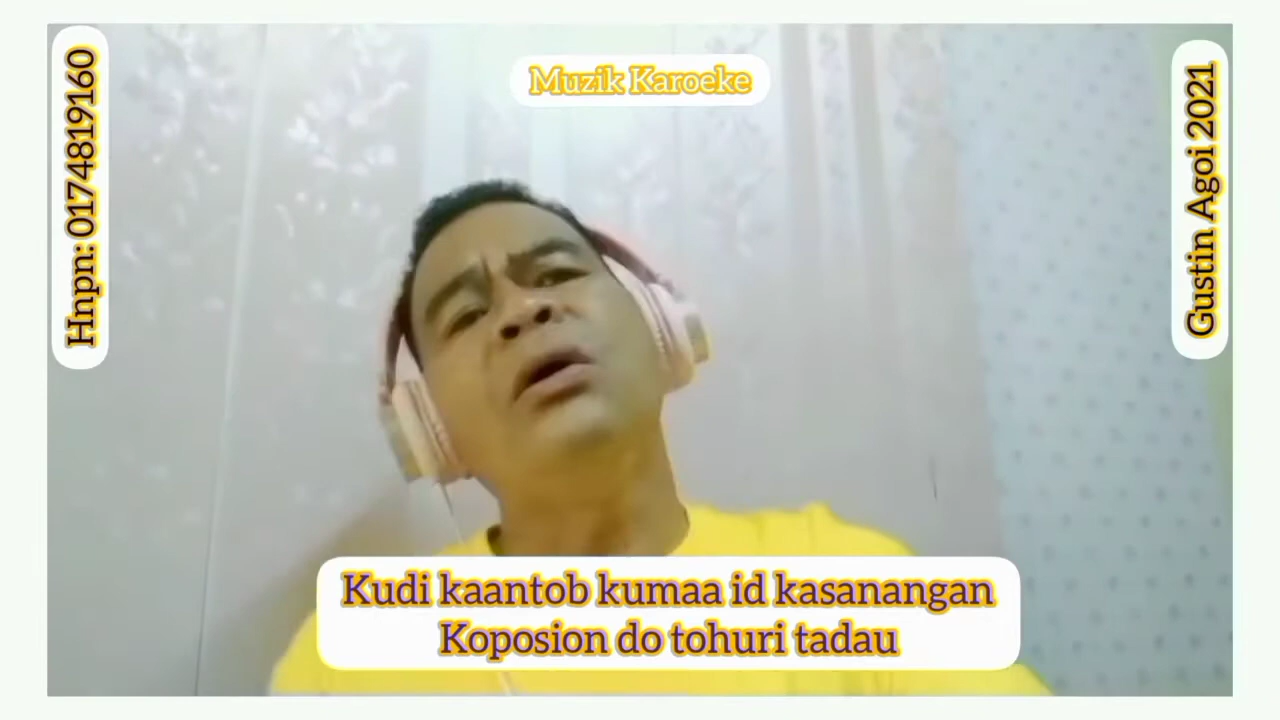 Muzik Karoeke
Hnpn: 0174819160
Gustin Agoi 2021
Kudi kaantob kumaa id kasanangan
Koposion do tohuri tadau